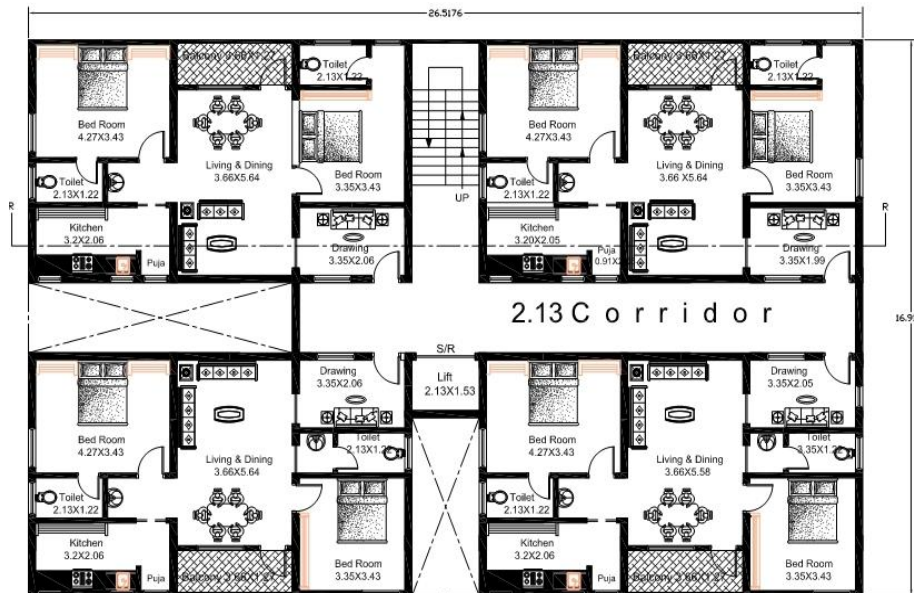 26.5176
Balcony 3.66X1.27
Toilet
2.13X1.22
Bed Room
4.27X3.43
Living & Dining
3.66X5.64
Bed Room
3.35X3.43
Toilet
2.13X1.22
Kitchen
3.2X2.06
Puja
Drawing
3.35X2.06
UP
Balcony 3.66X1.27
Toilet
2.13X1.22
Bed Room
4.27X3.43
Living & Dining
3.66 X5.64
Bed Room
3.35X3.43
Toilet
2.13X1.22
Kitchen
3.20X2.05
Puja
Drawing
3.35X1.99
R
R
2.13 Corridor
S/R
Lift
2.13X1.53
Drawing
3.35X2.06
Bed Room
4.27X3.43
Living & Dining
3.66X5.64
Toilet
Toilet
2.13X1.22
Kitchen
3.2X2.06
Puja
Balcony 3.66X1.27
Bed Room
3.35X3.43
Drawing
3.35X2.05
Bed Room
4.27X3.43
Living & Dining
3.66X5.58
Toilet
Toilet
2.13X1.22
Kitchen
3.2X2.06
Puja
Balcony 3.66X1.27
Bed Room
3.35X3.43